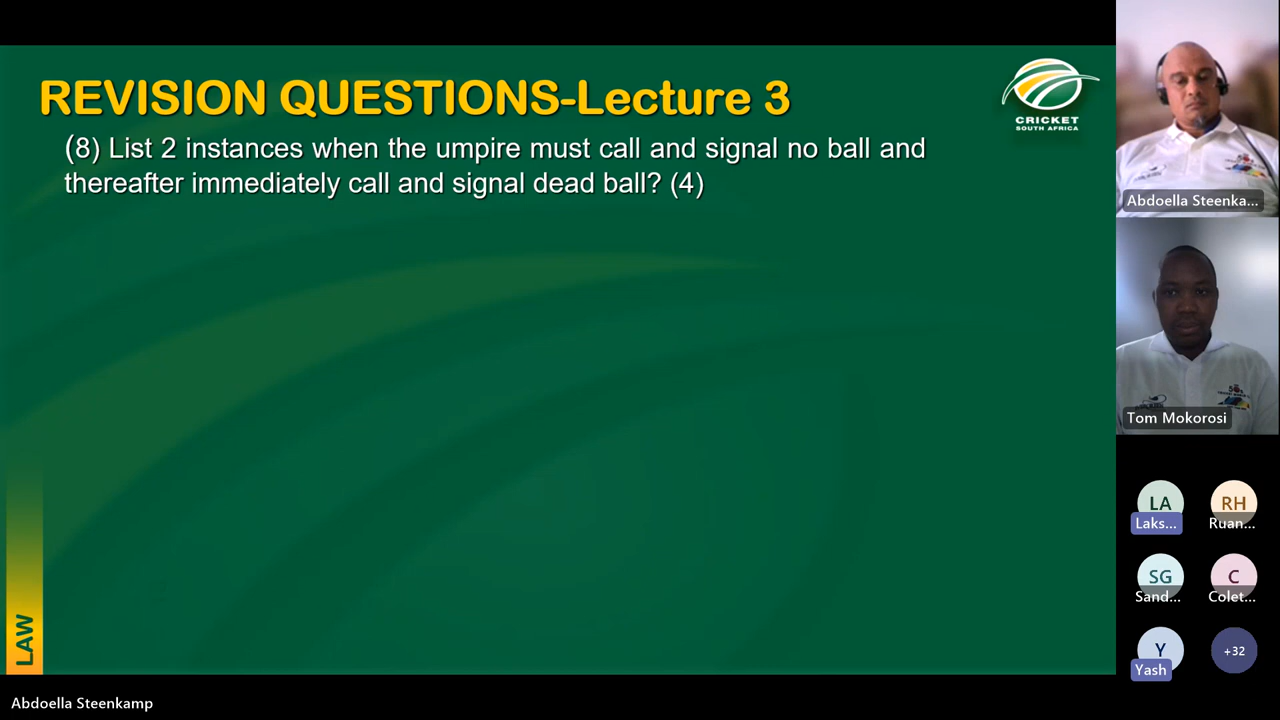 REVISION QUESTIONS-Lecture 3
CRICKET
SOUTH AFRICA
(8) List 2 instances when the umpire must call and signal no ball and
thereafter immediately call and signal dead ball? (4)
LAW
Abdoella Steenka...
Tom Mokorosi
LA
Laks...
RH
Ruan...
SG
Sand...
C
Colet...
Y
Yash
+32
Abdoella Steenkamp